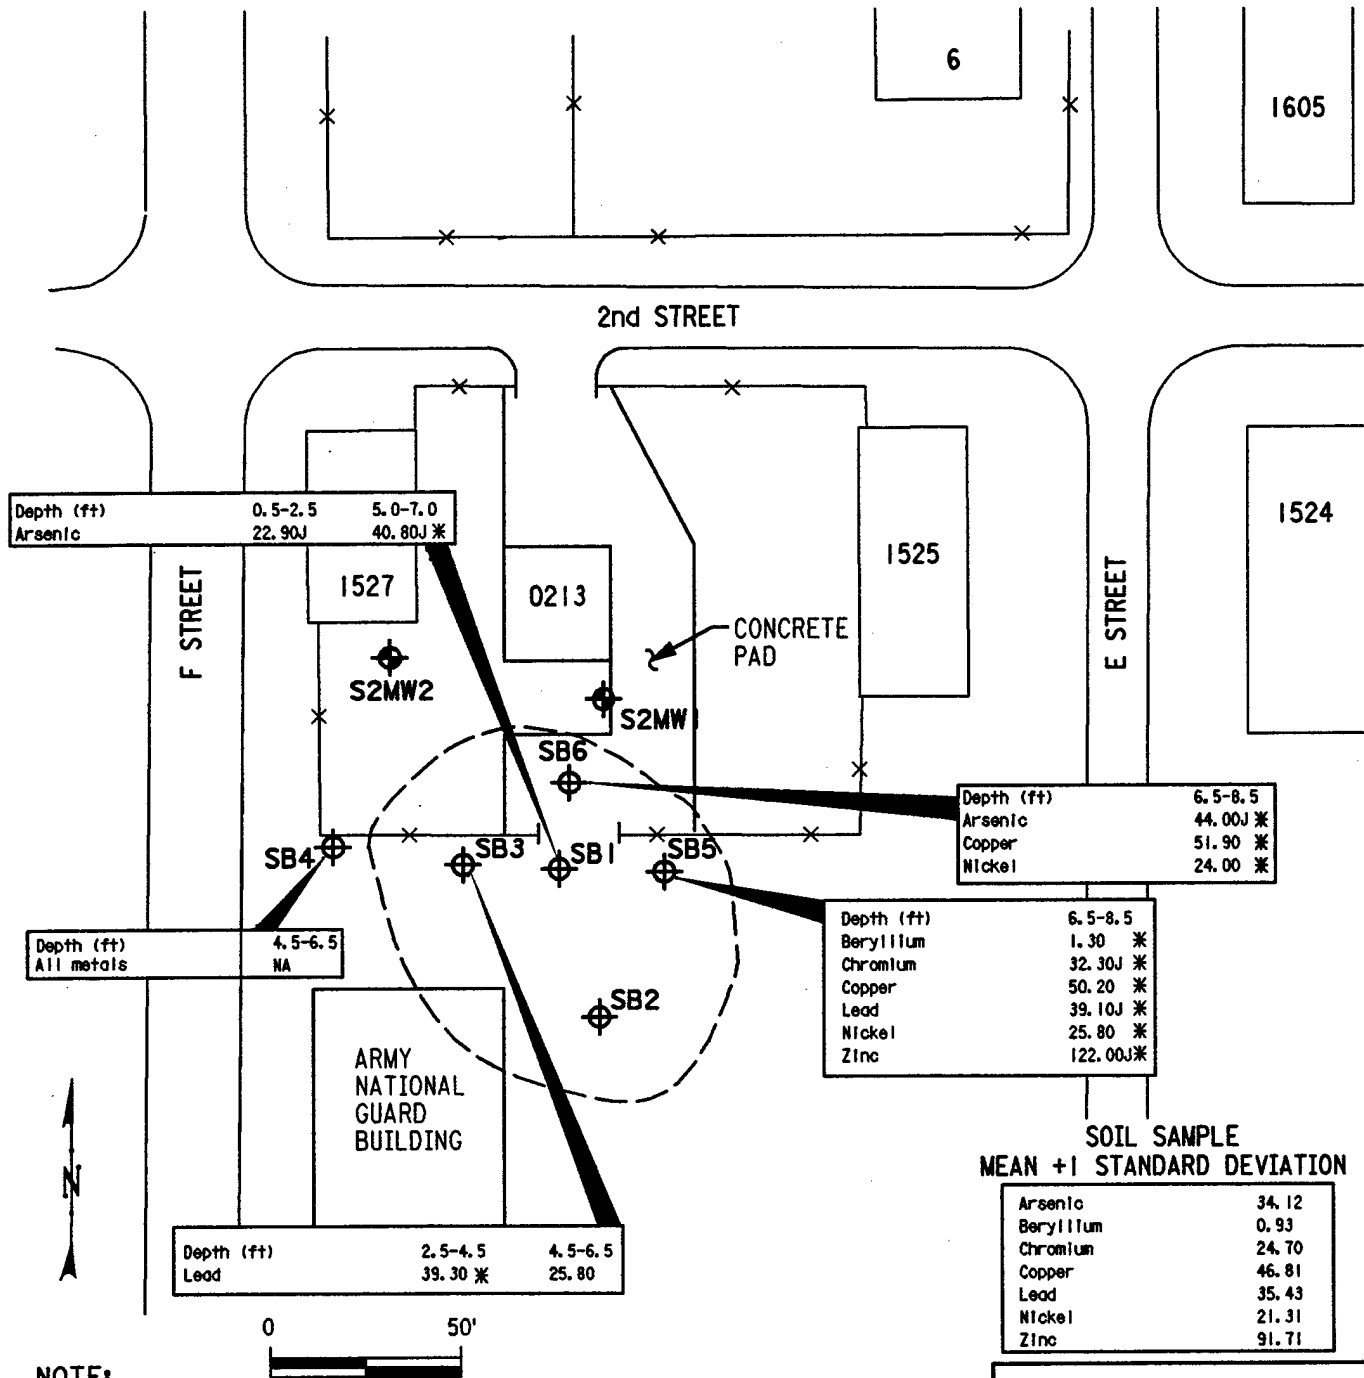 6
1605
2nd STREET
Depth (ft) 0.5-2.5 5.0-7.0
Arsenic 22.90J 40.80J *
1527
0213
1525
1524
F STREET
E STREET
CONCRETE
PAD
S2MW2
S2MW1
SB6
SB4
SB3
SB1
SB5
SB2
Depth (ft) 6.5-8.5
Arsenic 44.00J *
Copper 51.90 *
Nickel 24.00 *
Depth (ft) 6.5-8.5
Beryllium 1.30 *
Chromium 32.30J *
Copper 50.20 *
Lead 39.10J *
Nickel 25.80 *
Zinc 122.00J*
Depth (ft) 4.5-6.5
All metals NA
ARMY
NATIONAL
GUARD
BUILDING
N
Depth (ft) 2.5-4.5 4.5-6.5
Lead 39.30 * 25.80
SOIL SAMPLE
MEAN +1 STANDARD DEVIATION
Arsenic 34.12
Beryllium 0.93
Chromium 24.70
Copper 46.81
Lead 35.43
Nickel 21.31
Zinc 91.71
0 50'
NOTE: